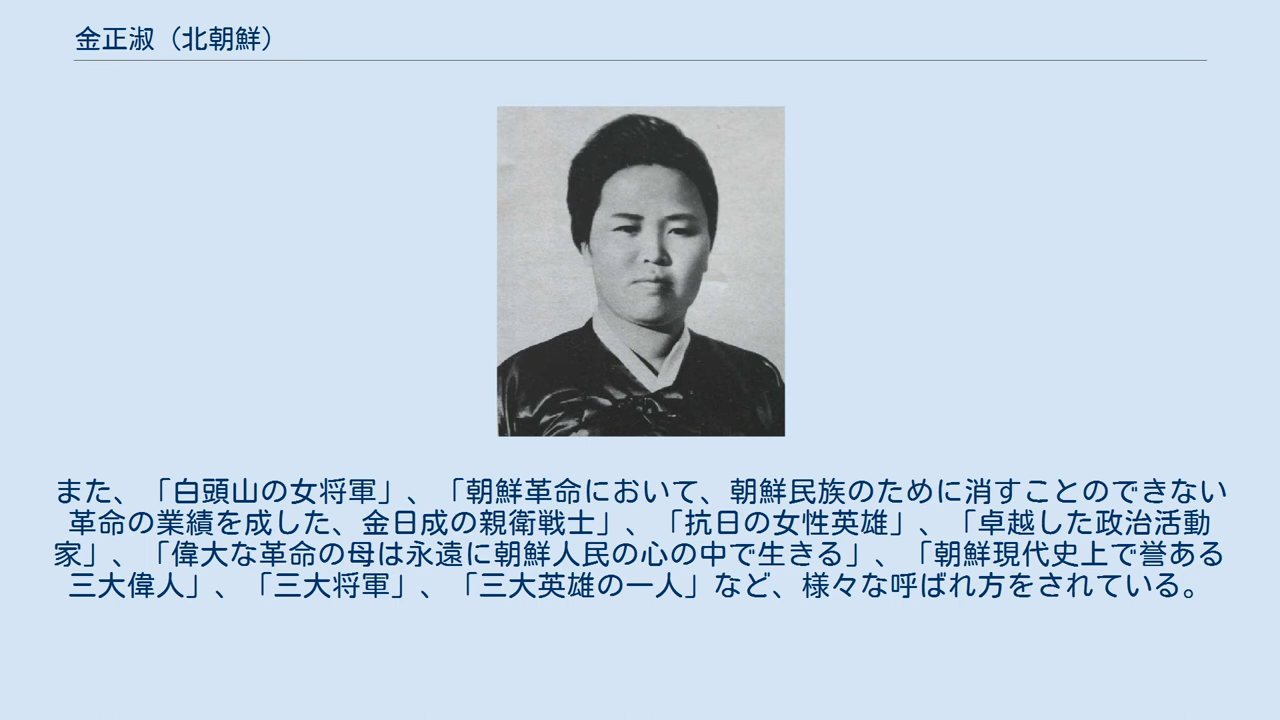 金正淑（北朝鮮）
また、「白頭山の女将軍」、「朝鮮革命において、朝鮮民族のために消すことのできない
革命の業績を成した、金日成の親衛戦士」、「抗日の女性英雄」、「卓越した政治活動
家」、「偉大な革命の母は永遠に朝鮮人民の心の中で生きる」、「朝鮮現代史上で誉ある
三大偉人」、「三大将軍」、「三大英雄の一人」など、様々な呼ばれ方をされている。